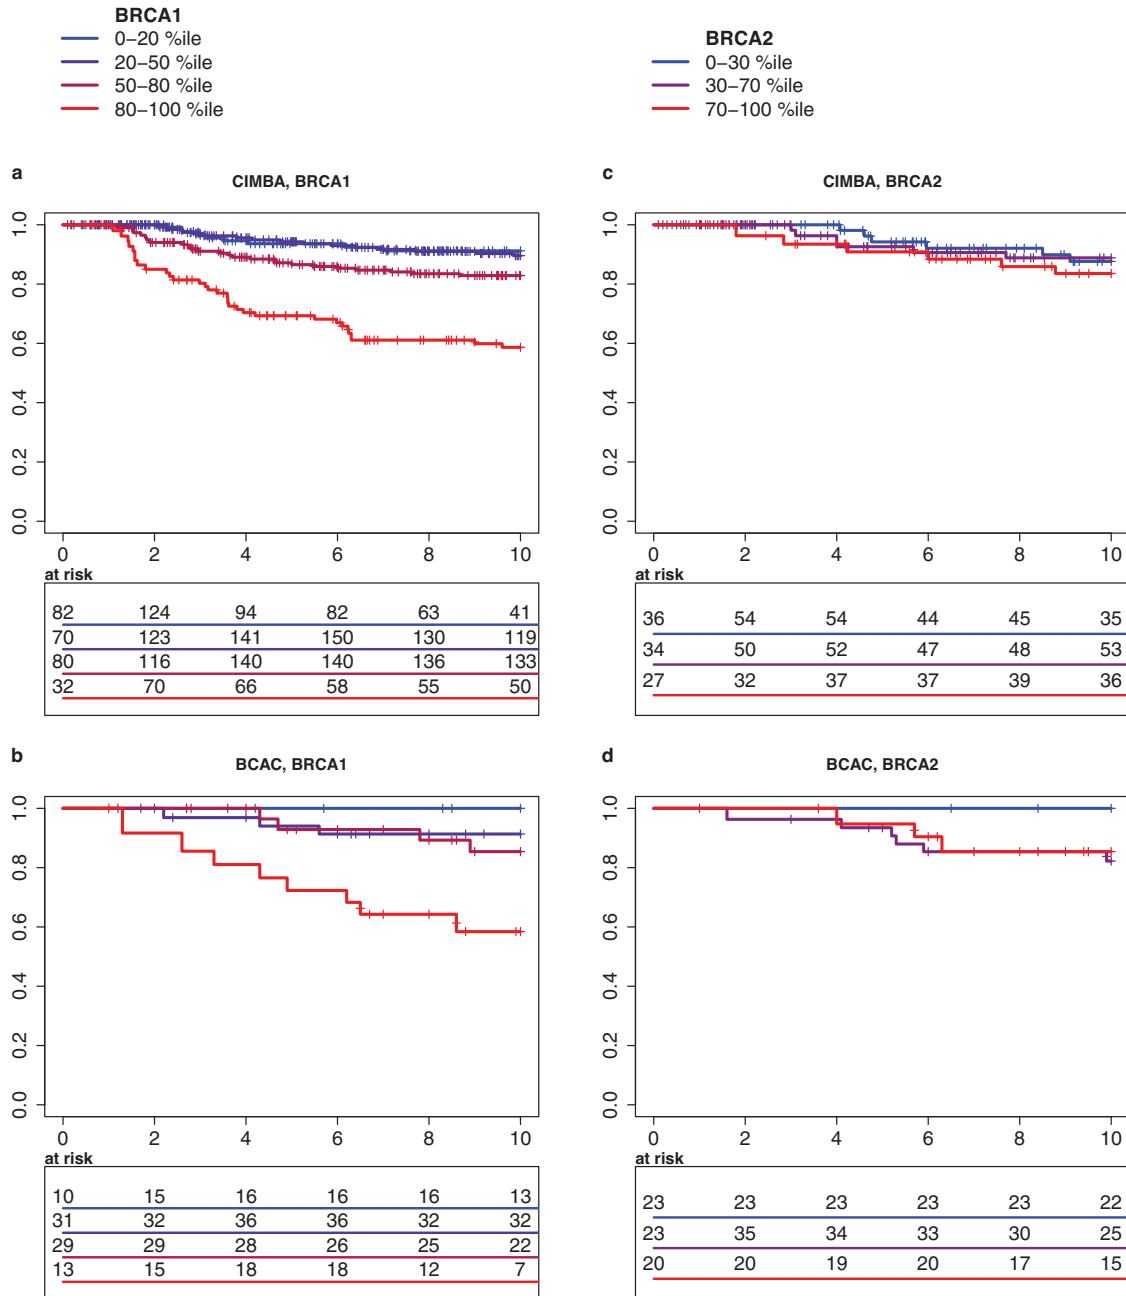 BRCA1
0–20 %ile
20–50 %ile
50–80 %ile
80–100 %ile
BRCA2
0–30 %ile
30–70 %ile
70–100 %ile
a
CIMBA, BRCA1
1.0
0.8
0.6
0.4
0.2
0.0
0 2 4 6 8 10
at risk
82 124 94 82 63 41
70 123 141 150 130 119
80 116 140 140 136 133
32 70 66 58 55 50
c
CIMBA, BRCA2
1.0
0.8
0.6
0.4
0.2
0.0
0 2 4 6 8 10
at risk
36 54 54 44 45 35
34 50 52 47 48 53
27 32 37 37 39 36
b
BCAC, BRCA1
1.0
0.8
0.6
0.4
0.2
0.0
0 2 4 6 8 10
at risk
10 15 16 16 16 13
31 32 36 36 32 32
29 29 28 26 25 22
13 15 18 18 12 7
d
BCAC, BRCA2
1.0
0.8
0.6
0.4
0.2
0.0
0 2 4 6 8 10
at risk
23 23 23 23 23 22
23 35 34 33 30 25
20 20 19 20 17 15